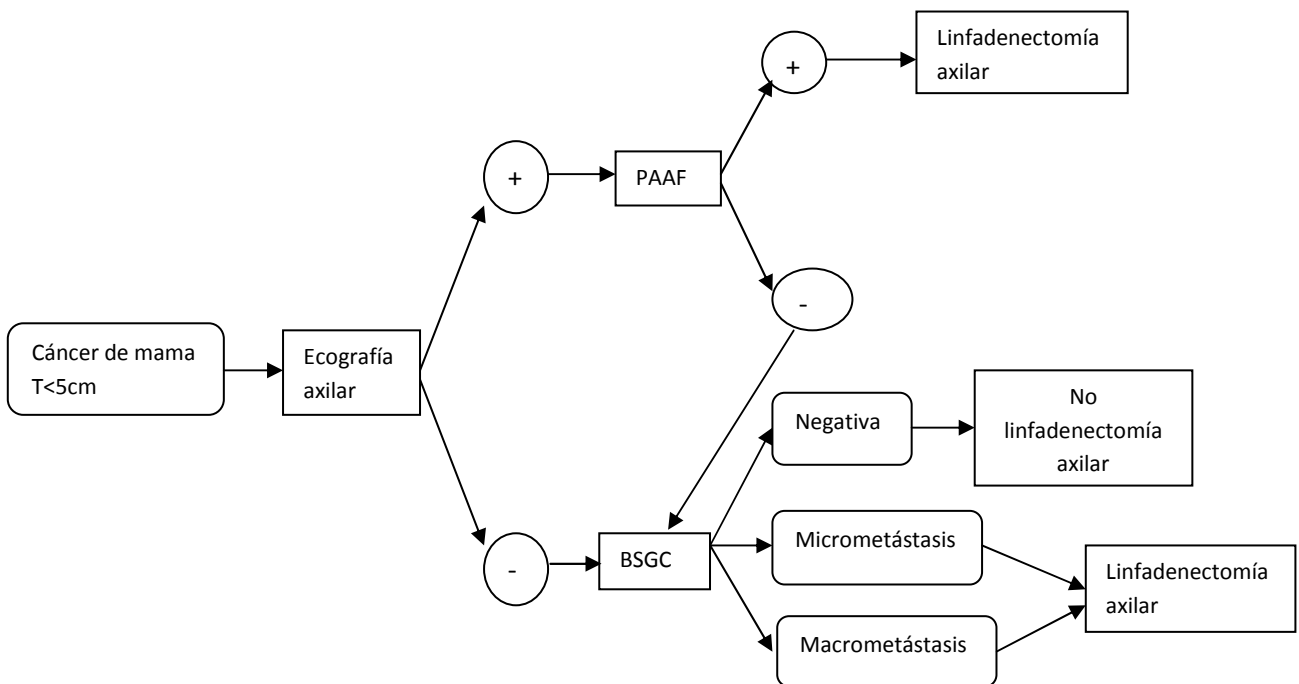 Linfadenectomía
axilar
+
+
PAAF
-
Cáncer de mama
T<5cm
Ecografía
axilar
Negativa
No
linfadenectomía
axilar
-
BSGC
Micrometástasis
Linfadenectomía
axilar
Macrometástasis